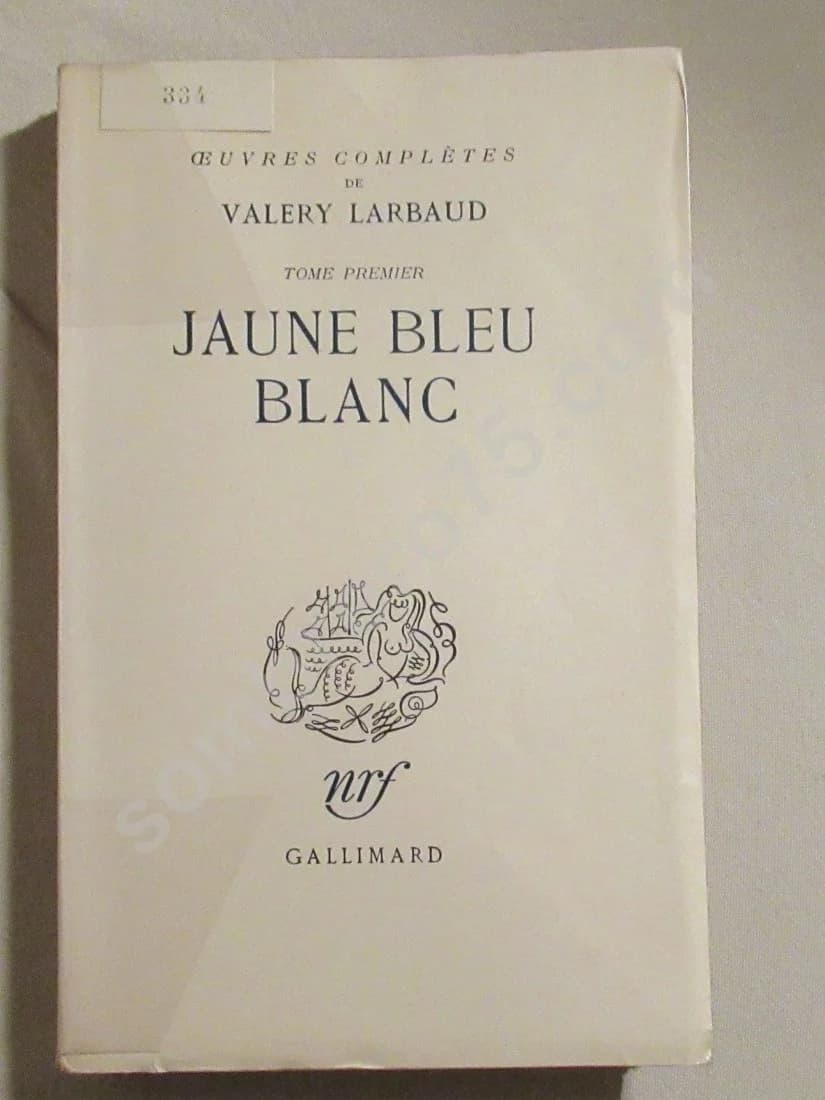 334
ŒUVRES COMPLÈTES
DE
VALERY LARBAUD
TOME PREMIER
JAUNE BLEU
BLANC
nrf
GALLIMARD